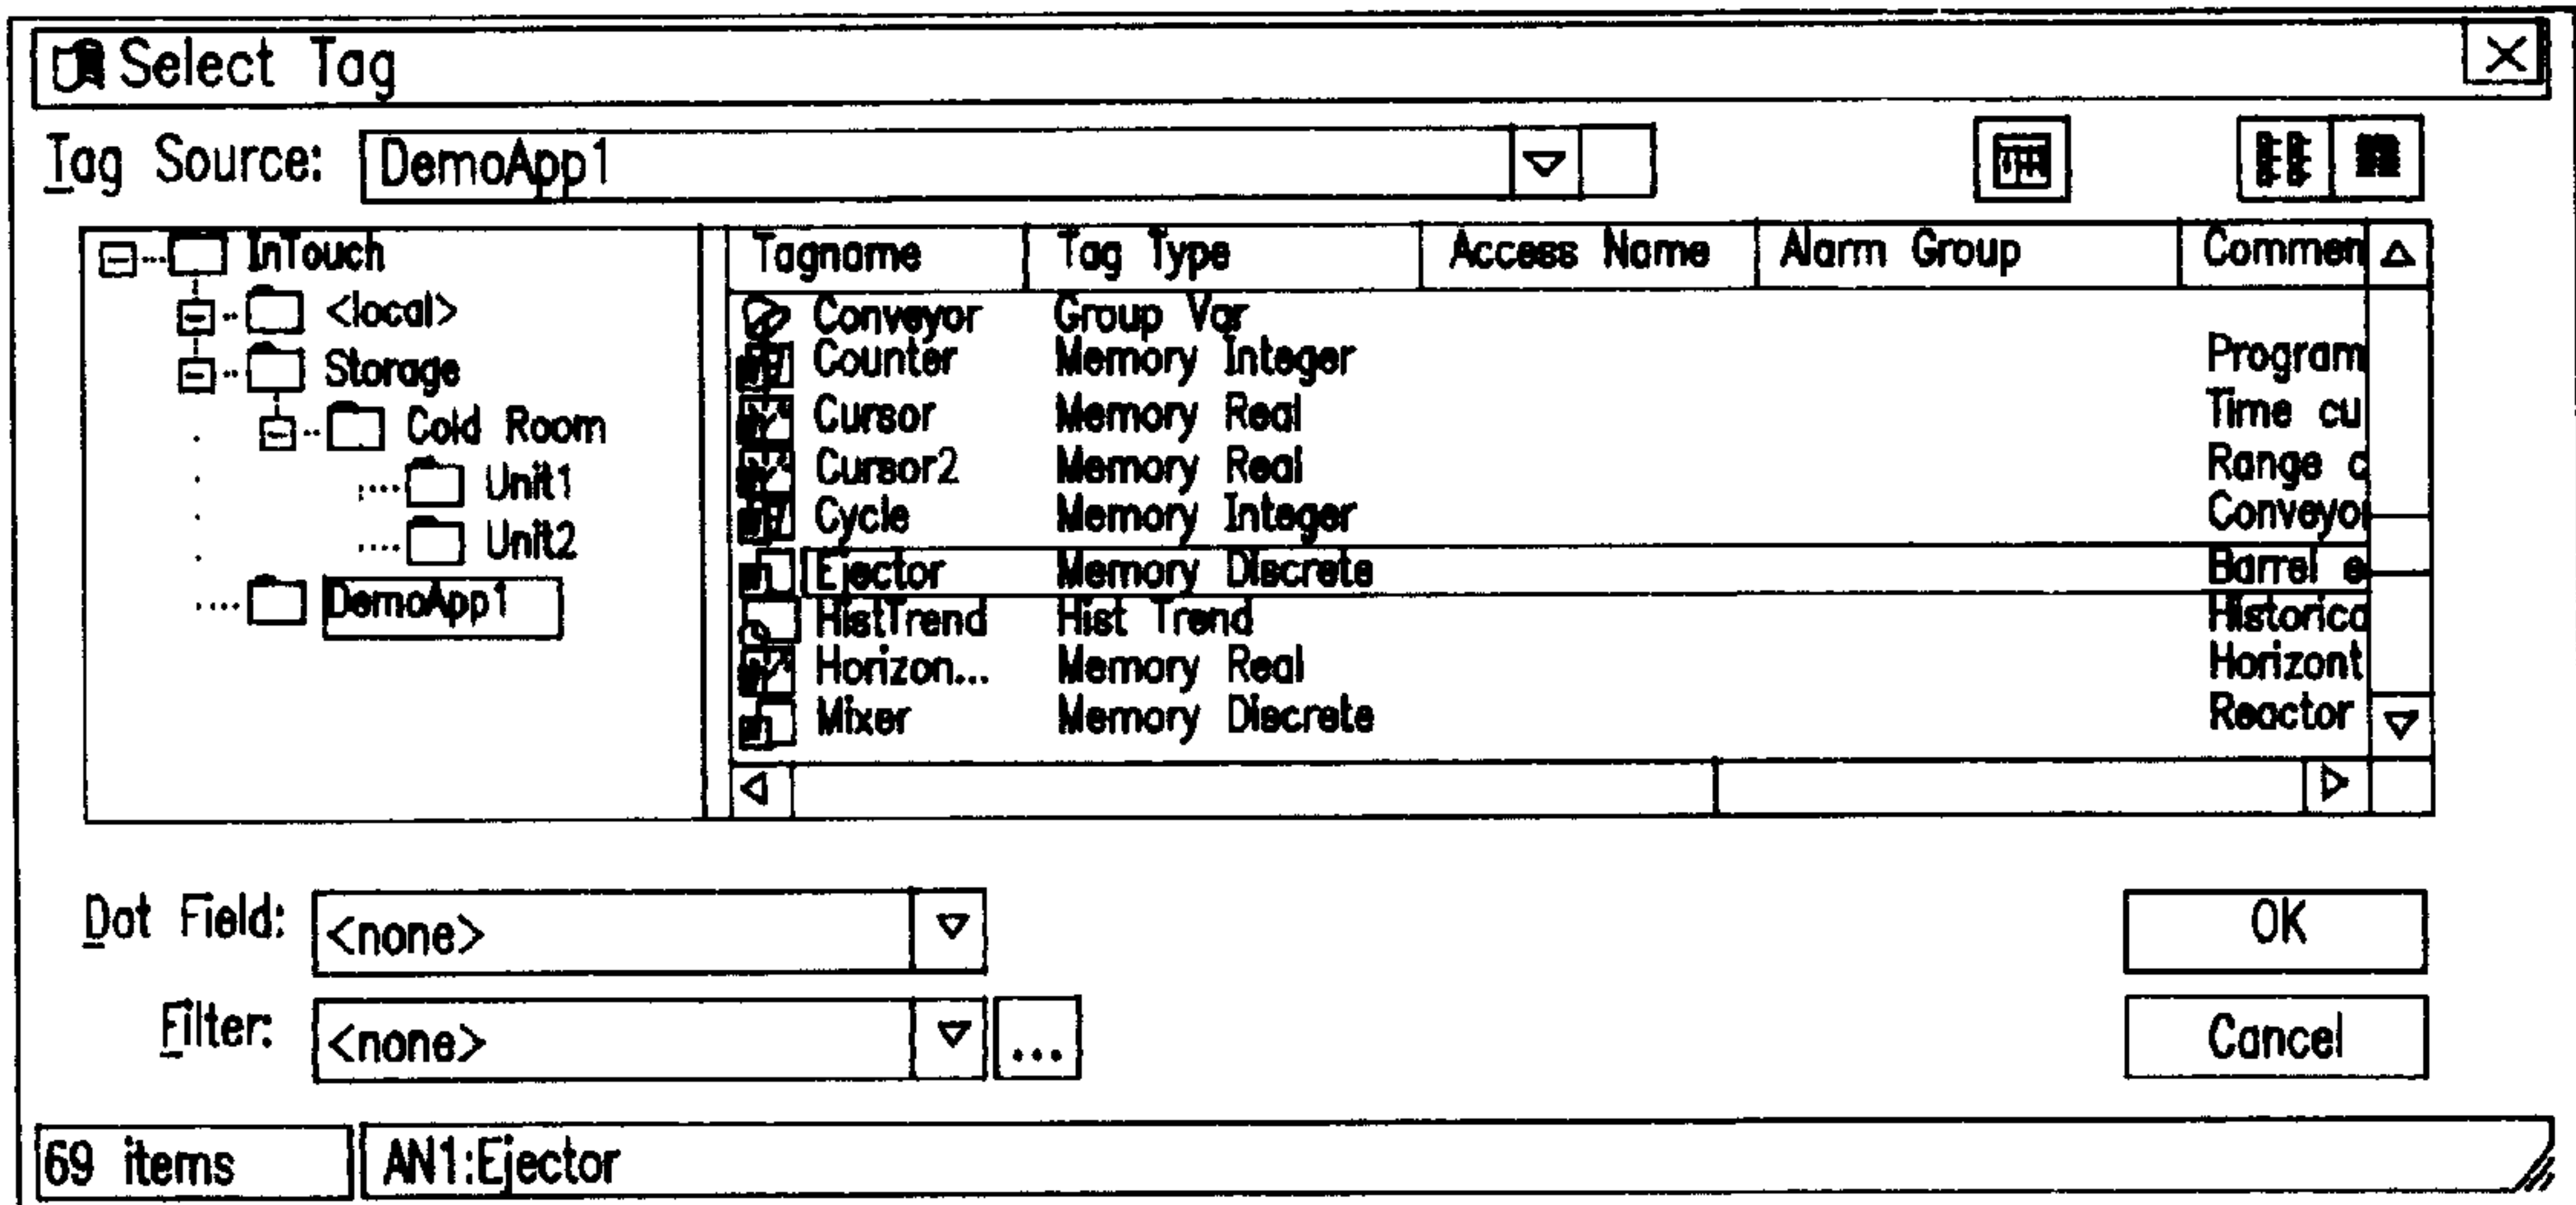 Select Tag
Tag Source: DemoApp1
InTouch
<local>
Storage
Cold Room
Unit1
Unit2
DemoApp1
Tagname Tag Type Access Name Alarm Group Commen
Conveyor Group Var
Counter Memory Integer Program
Cursor Memory Real Time cu
Cursor2 Memory Real Range c
Cycle Memory Integer Conveyor
Ejector Memory Discrete Barrel e
HistTrend Hist Trend Historica
Horizon... Memory Real Horizont
Mixer Memory Discrete Reactor
Dot Field: <none>
OK
Filter: <none> ...
Cancel
69 items AN1:Ejector